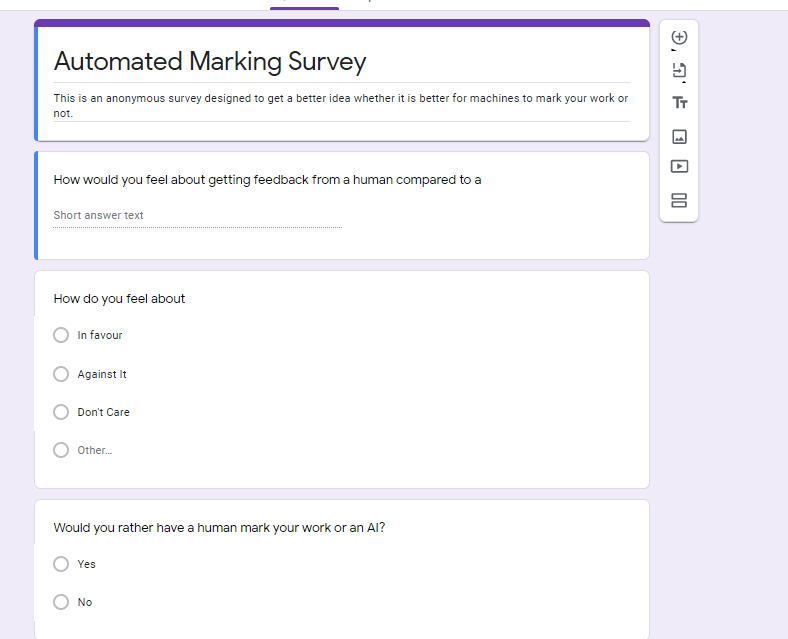 Automated Marking Survey
This is an anonymous survey designed to get a better idea whether it is better for machines to mark your work or
not.
How would you feel about getting feedback from a human compared to a
Short answer text
How do you feel about
In favour
Against It
Don't Care
Other...
Would you rather have a human mark your work or an AI?
Yes
No